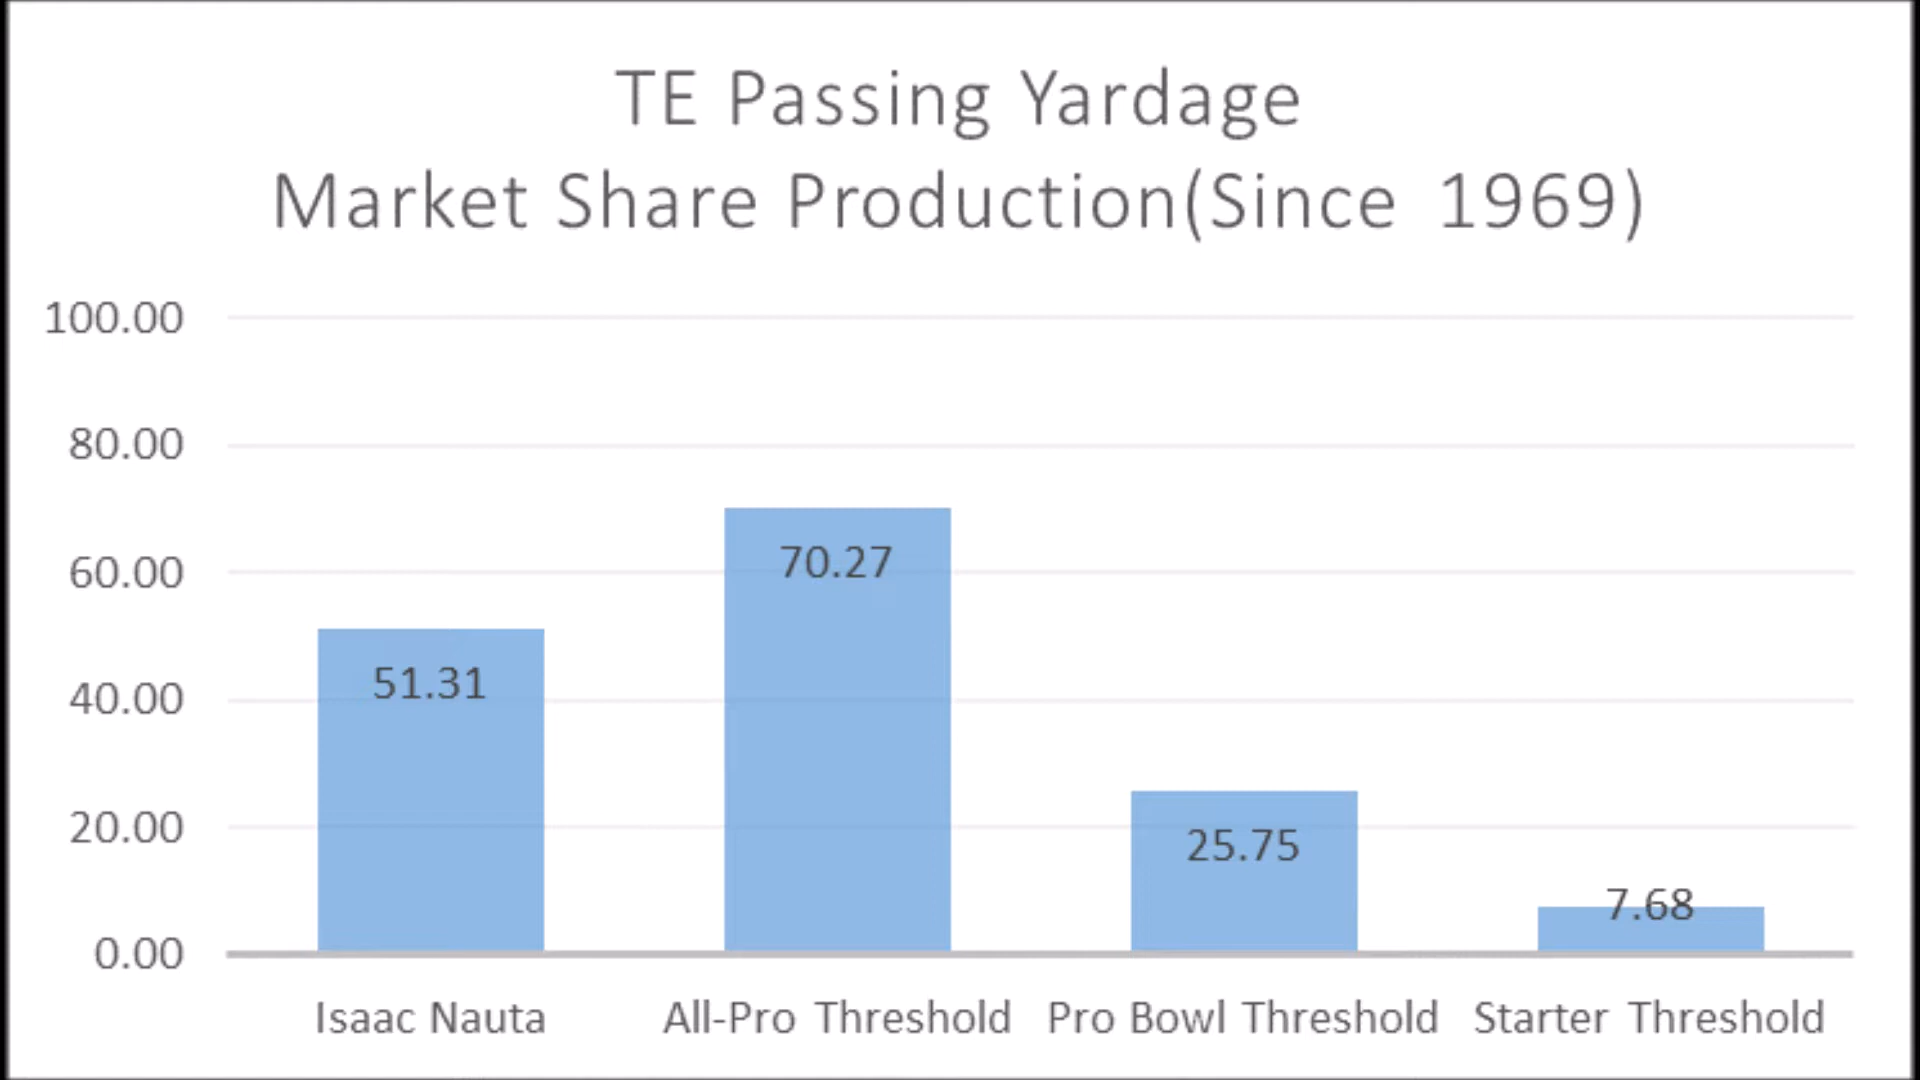 TE Passing Yardage
Market Share Production(Since 1969)
100.00
80.00
60.00
40.00
20.00
0.00
51.31
70.27
25.75
7.68
Isaac Nauta
All-Pro Threshold
Pro Bowl Threshold
Starter Threshold